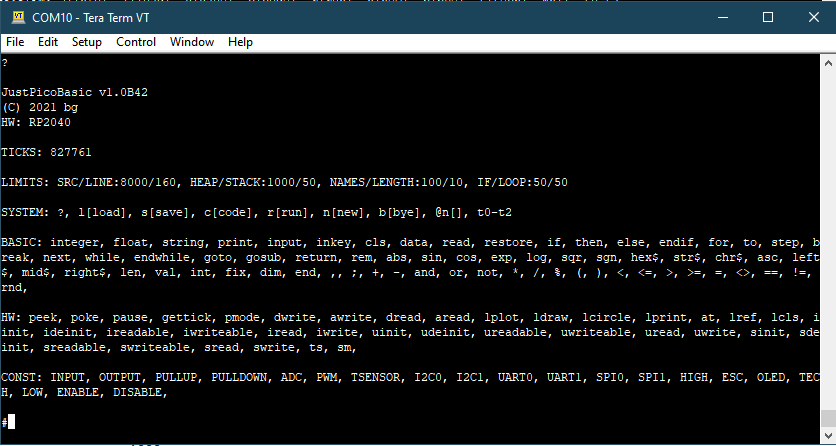 COM10 - Tera Term VT
File Edit Setup Control Window Help
?
JustPicoBasic v1.0B42
(C) 2021 bg
HW: RP2040
TICKS: 827761
LIMITS: SRC/LINE:8000/160, HEAP/STACK:1000/50, NAMES/LENGTH:100/10, IF/LOOP:50/50
SYSTEM: ?, l[load], s[save], c[code], r[run], n[new], b[bye], @n[], t0-t2
BASIC: integer, float, string, print, input, inkey, cls, data, read, restore, if, then, else, endif, for, to, step, b
reak, next, while, endwhile, goto, gosub, return, rem, abs, sin, cos, exp, log, sqr, sgn, hex$, str$, chr$, asc, left
$, mid$, right$, len, val, int, fix, dim, end, ,, ;, +, -, and, or, not, *, /, %, (, ), <, <=, >, >=, =, <>, ==, !=,
rnd,
HW: peek, poke, pause, gettick, pmode, dwrite, awrite, dread, aread, lplot, ldraw, lcircle, lprint, at, lref, lcls, i
init, ideinit, ireadable, iwriteable, iread, iwrite, uinit, udeinit, ureadable, uwriteable, uread, uwrite, sinit, sde
init, sreadable, swriteable, sread, swrite, ts, sm,
CONST: INPUT, OUTPUT, PULLUP, PULLDOWN, ADC, PWM, TSENSOR, I2C0, I2C1, UART0, UART1, SPI0, SPI1, HIGH, ESC, OLED, TEC
H, LOW, ENABLE, DISABLE,
#